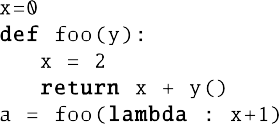 x=0
def foo(y):
    x = 2
    return x + y()
a = foo(lambda : x+1)